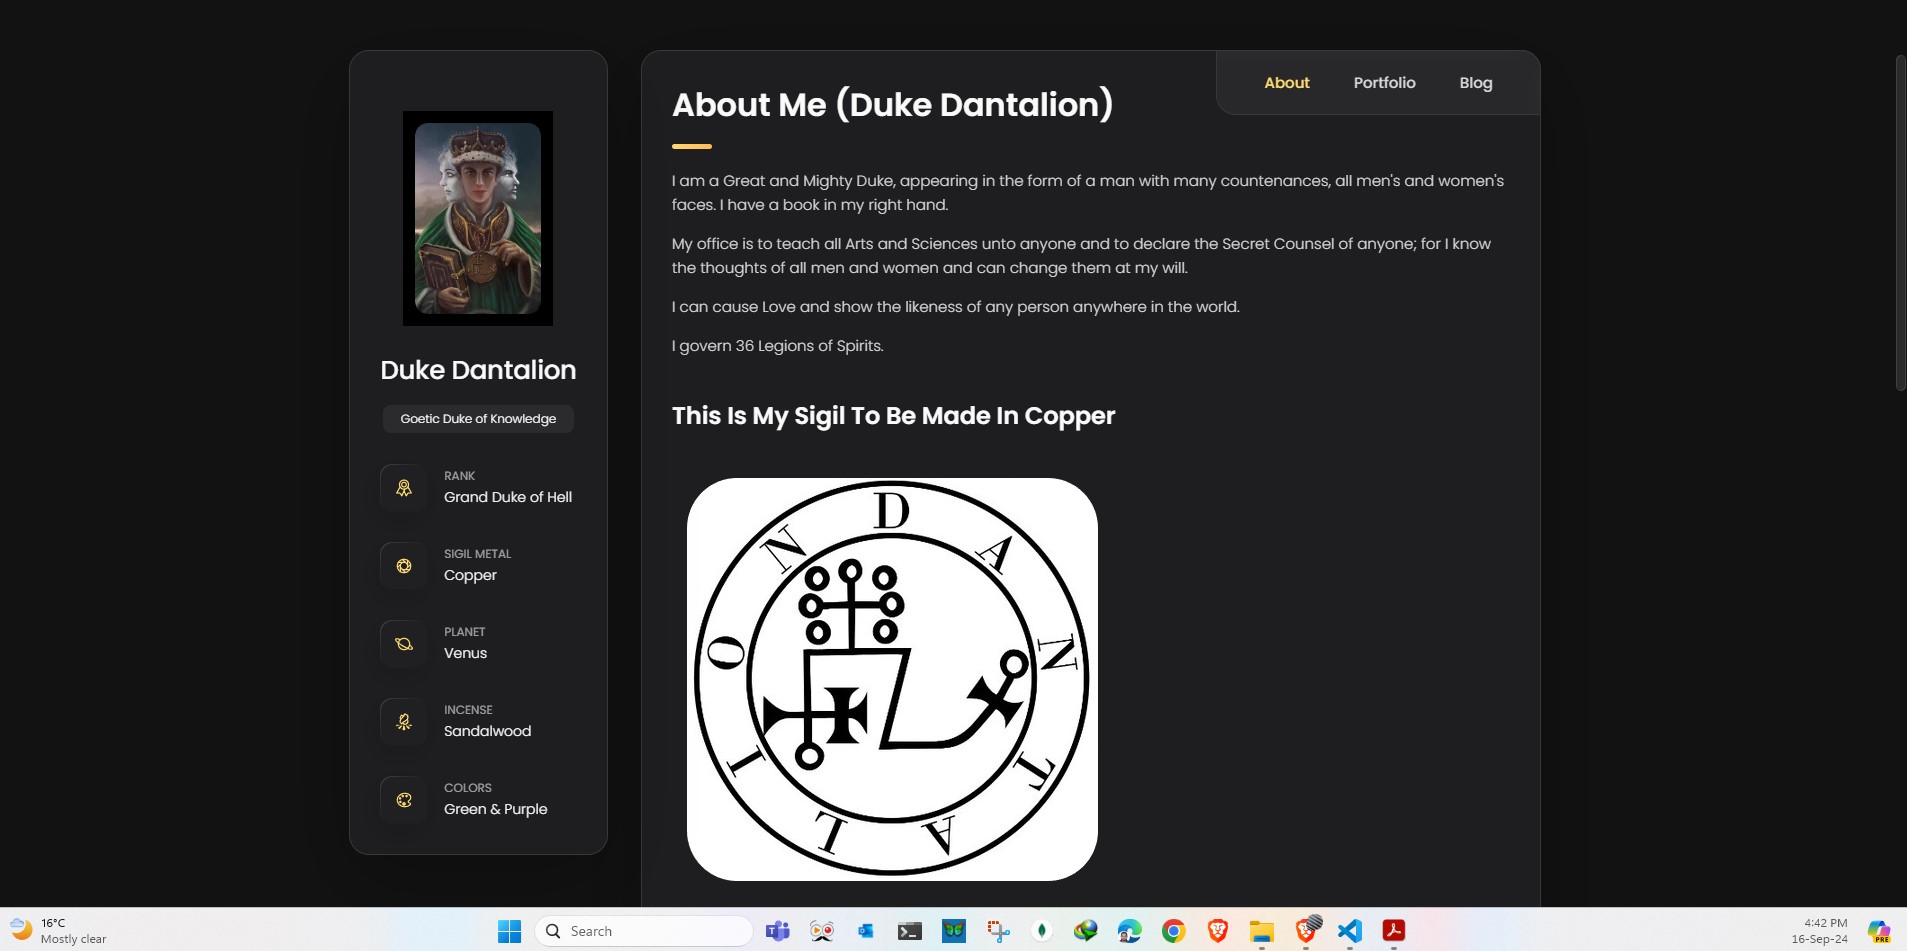 Duke Dantalion
Goetic Duke of Knowledge
RANK
Grand Duke of Hell
SIGIL METAL
Copper
PLANET
Venus
INCENSE
Sandalwood
COLORS
Green & Purple
About
Portfolio
Blog
About Me (Duke Dantalion)
I am a Great and Mighty Duke, appearing in the form of a man with many countenances, all men's and women's
faces. I have a book in my right hand.
My office is to teach all Arts and Sciences unto anyone and to declare the Secret Counsel of anyone; for I know
the thoughts of all men and women and can change them at my will.
I can cause Love and show the likeness of any person anywhere in the world.
I govern 36 Legions of Spirits.
This Is My Sigil To Be Made In Copper
DANTALION
16°C
Mostly clear
Search
4:42 PM
16-Sep-24
PRE